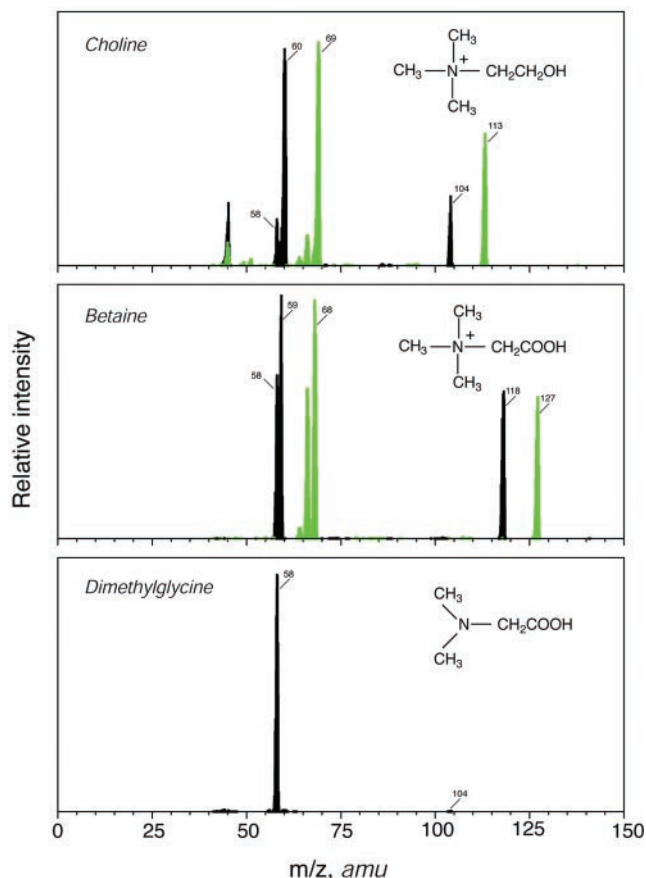 Choline
60
69
58
104
113
CH3
CH3
N
+
CH2CH2OH
CH3
Betaine
59
68
58
118
127
CH3
CH3
N
+
CH2COOH
CH3
Dimethylglycine
58
104
CH3
N
CH2COOH
CH3
Relative intensity
0 25 50 75 100 125 150
m/z, amu